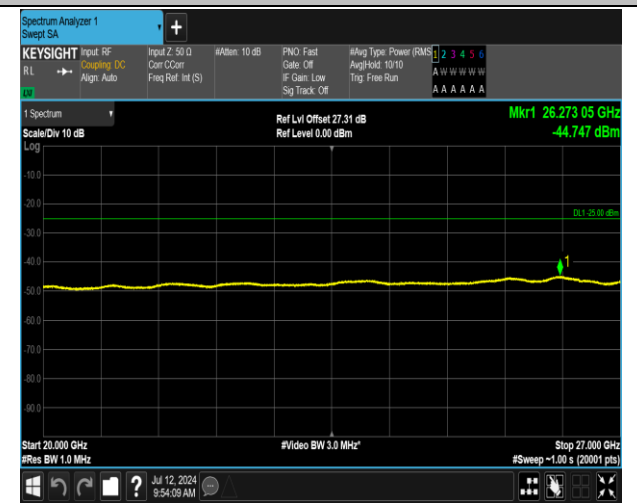 Spectrum Analyzer 1
Swept SA
KEYSIGHT Input: RF Input Z: 50 Ω #Atten: 10 dB PNO: Fast #Avg Type: Power (RMS 1 2 3 4 5 6
R L Coupling: DC Corr CCorr Gate: Off Avg|Hold: 10/10 A W W W W W
Align: Auto Freq Ref: Int (S) IF Gain: Low Trig: Free Run
Sig Track: Off A A A A A A
1 Spectrum
Ref Lvl Offset 27.31 dB Mkr1 26.273 05 GHz
Scale/Div 10 dB Ref Level 0.00 dBm -44.747 dBm
Log
-10.0
-20.0
DL1 -25.00 dBm
-30.0
-40.0
1
-50.0
-60.0
-70.0
-80.0
-90.0
Start 20.000 GHz #Video BW 3.0 MHz* Stop 27.000 GHz
#Res BW 1.0 MHz #Sweep ~1.00 s (20001 pts)
? Jul 12, 2024
9:54:09 AM